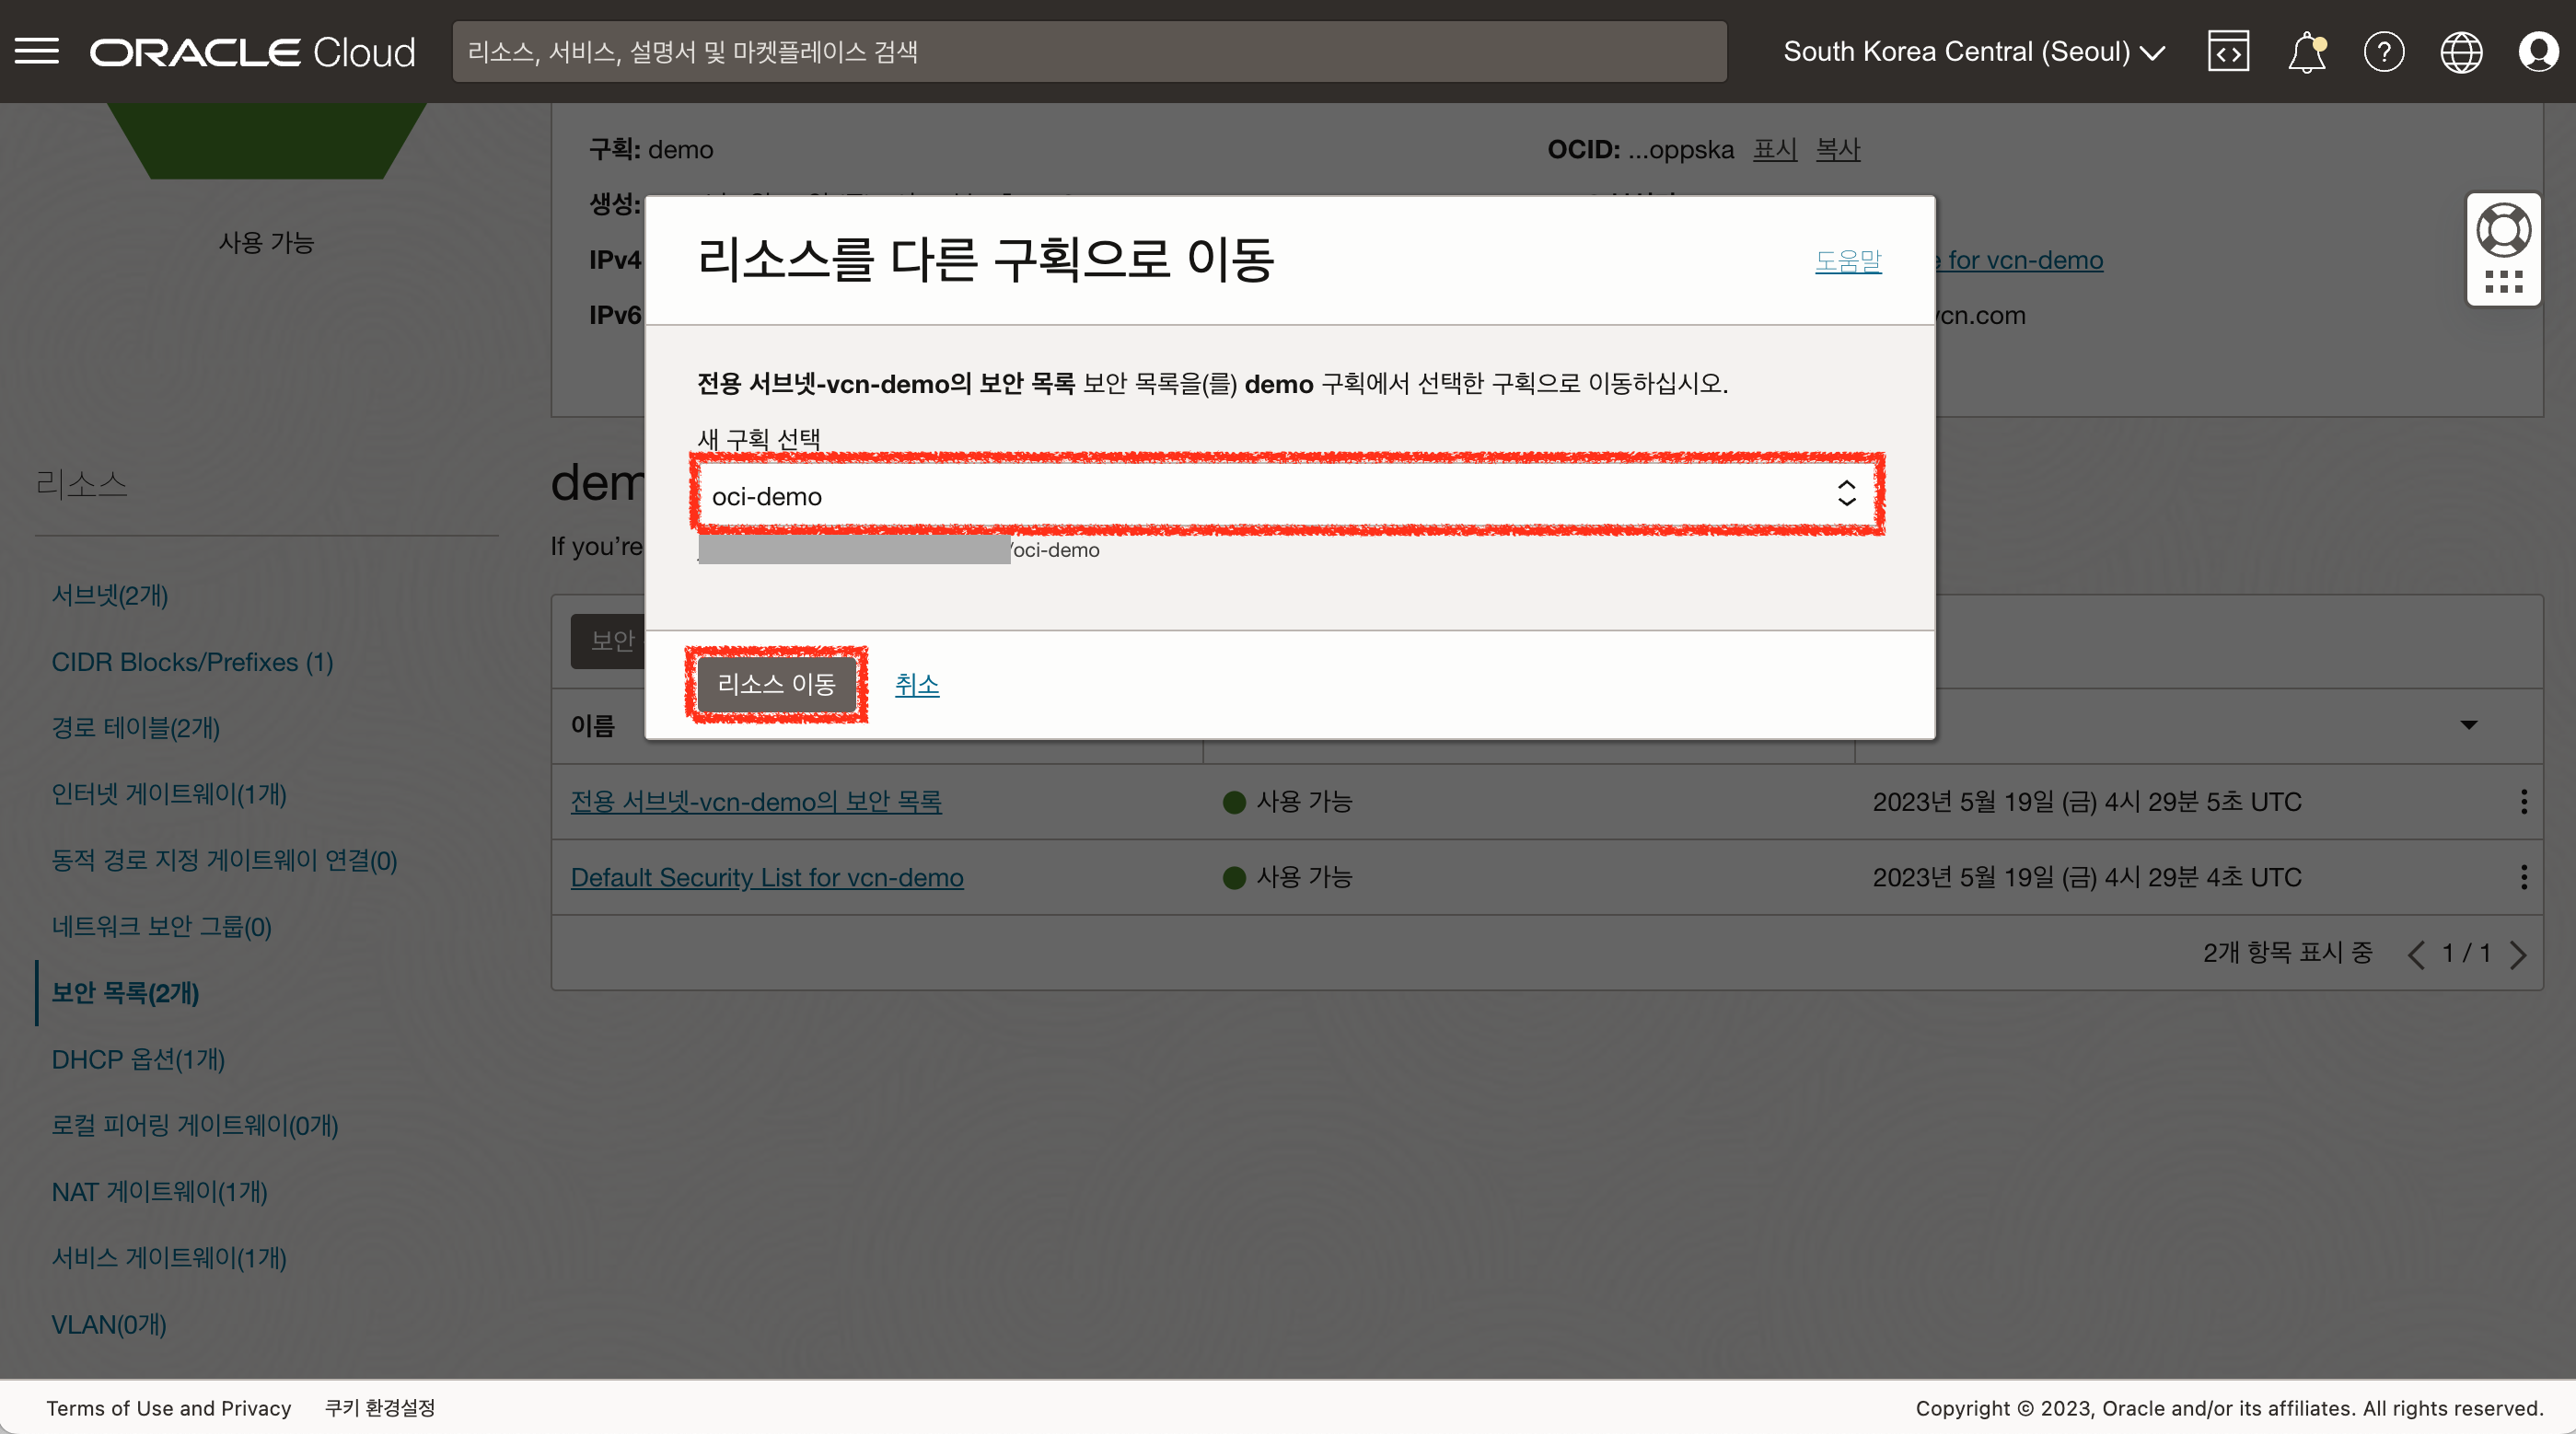 ORACLE Cloud
리소스, 서비스, 설명서 및 마켓플레이스 검색
South Korea Central (Seoul)
구획: demo
OCID: ...oppska 표시 복사
생성:
사용 가능
IPv4
for vcn-demo
IPv6
vcn.com
리소스를 다른 구획으로 이동
도움말
전용 서브넷-vcn-demo의 보안 목록 보안 목록을(를) demo 구획에서 선택한 구획으로 이동하십시오.
새 구획 선택
oci-demo
/oci-demo
리소스 이동 취소
리소스
서브넷(2개)
CIDR Blocks/Prefixes (1)
경로 테이블(2개)
인터넷 게이트웨이(1개)
동적 경로 지정 게이트웨이 연결(0)
네트워크 보안 그룹(0)
보안 목록(2개)
DHCP 옵션(1개)
로컬 피어링 게이트웨이(0개)
NAT 게이트웨이(1개)
서비스 게이트웨이(1개)
VLAN(0개)
dem
If you're
보안
이름
전용 서브넷-vcn-demo의 보안 목록 사용 가능 2023년 5월 19일 (금) 4시 29분 5초 UTC
Default Security List for vcn-demo 사용 가능 2023년 5월 19일 (금) 4시 29분 4초 UTC
2개 항목 표시 중 1 / 1
Terms of Use and Privacy 쿠키 환경설정
Copyright © 2023, Oracle and/or its affiliates. All rights reserved.